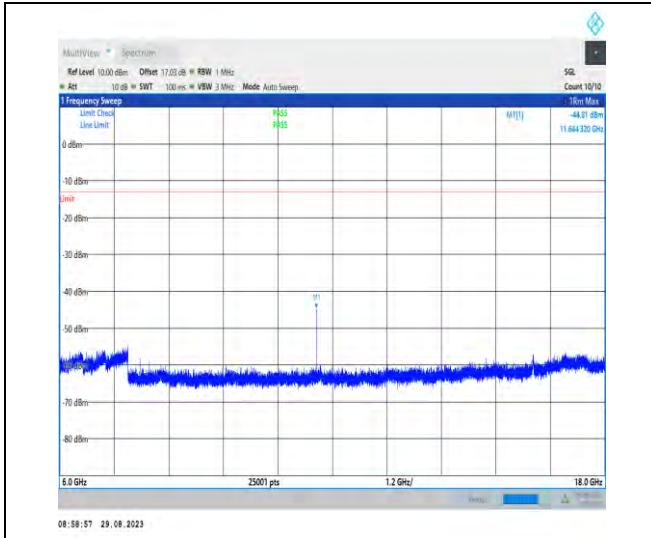 MultiView Spectrum
Ref Level 10.00 dBm Offset 17.03 dB RBW 1 MHz SGL
Att 10 dB SWT 100 ms VBW 3 MHz Mode Auto Sweep Count 10/10
1 Frequency Sweep 1Rm Max
Limit Check PASS M1[1] -44.01 dBm
Line Limit PASS 11.644 320 GHz
0 dBm
-10 dBm
Limit
-20 dBm
-30 dBm
-40 dBm
M1
-50 dBm
-60 dBm
-70 dBm
-80 dBm
6.0 GHz 25001 pts 1.2 GHz/ 18.0 GHz
08:58:57 29.08.2023